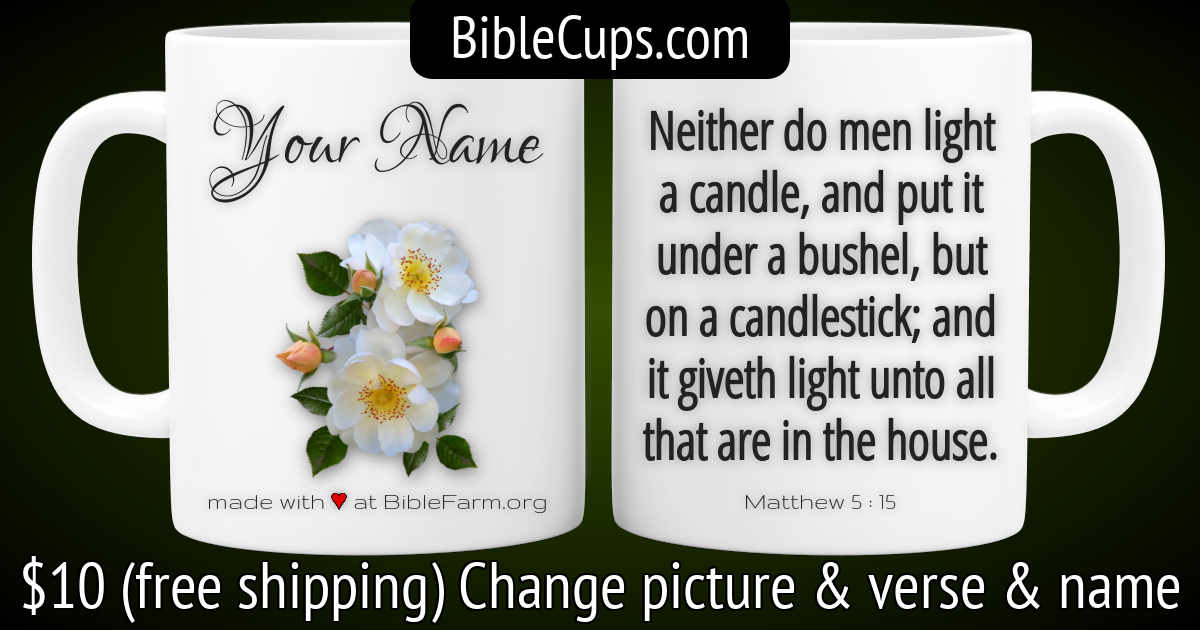 BibleCups.com
Your Name
made with ♥ at BibleFarm.org
Neither do men light
a candle, and put it
under a bushel, but
on a candlestick; and
it giveth light unto all
that are in the house.
Matthew 5 : 15
$10 (free shipping) Change picture & verse & name